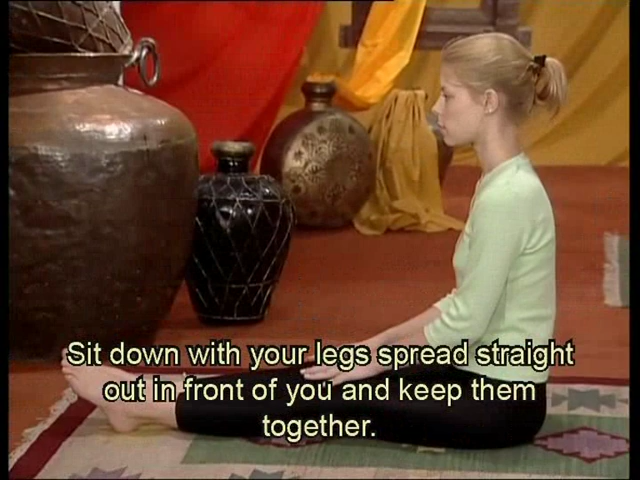 Sit down with your legs spread straight
out in front of you and keep them
together.